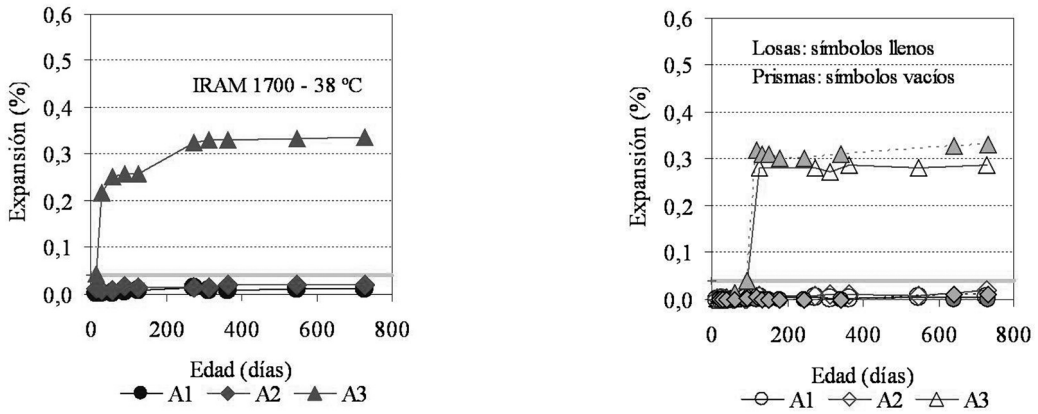 0,6
0,5
0,4
0,3
0,2
0,1
0,0
Expansión (%)
IRAM 1700 - 38 ºC
0 200 400 600 800
Edad (días)
A1 A2 A3
0,6
0,5
0,4
0,3
0,2
0,1
0,0
Expansión (%)
Losas: símbolos llenos
Prismas: símbolos vacíos
0 200 400 600 800
Edad (días)
A1 A2 A3